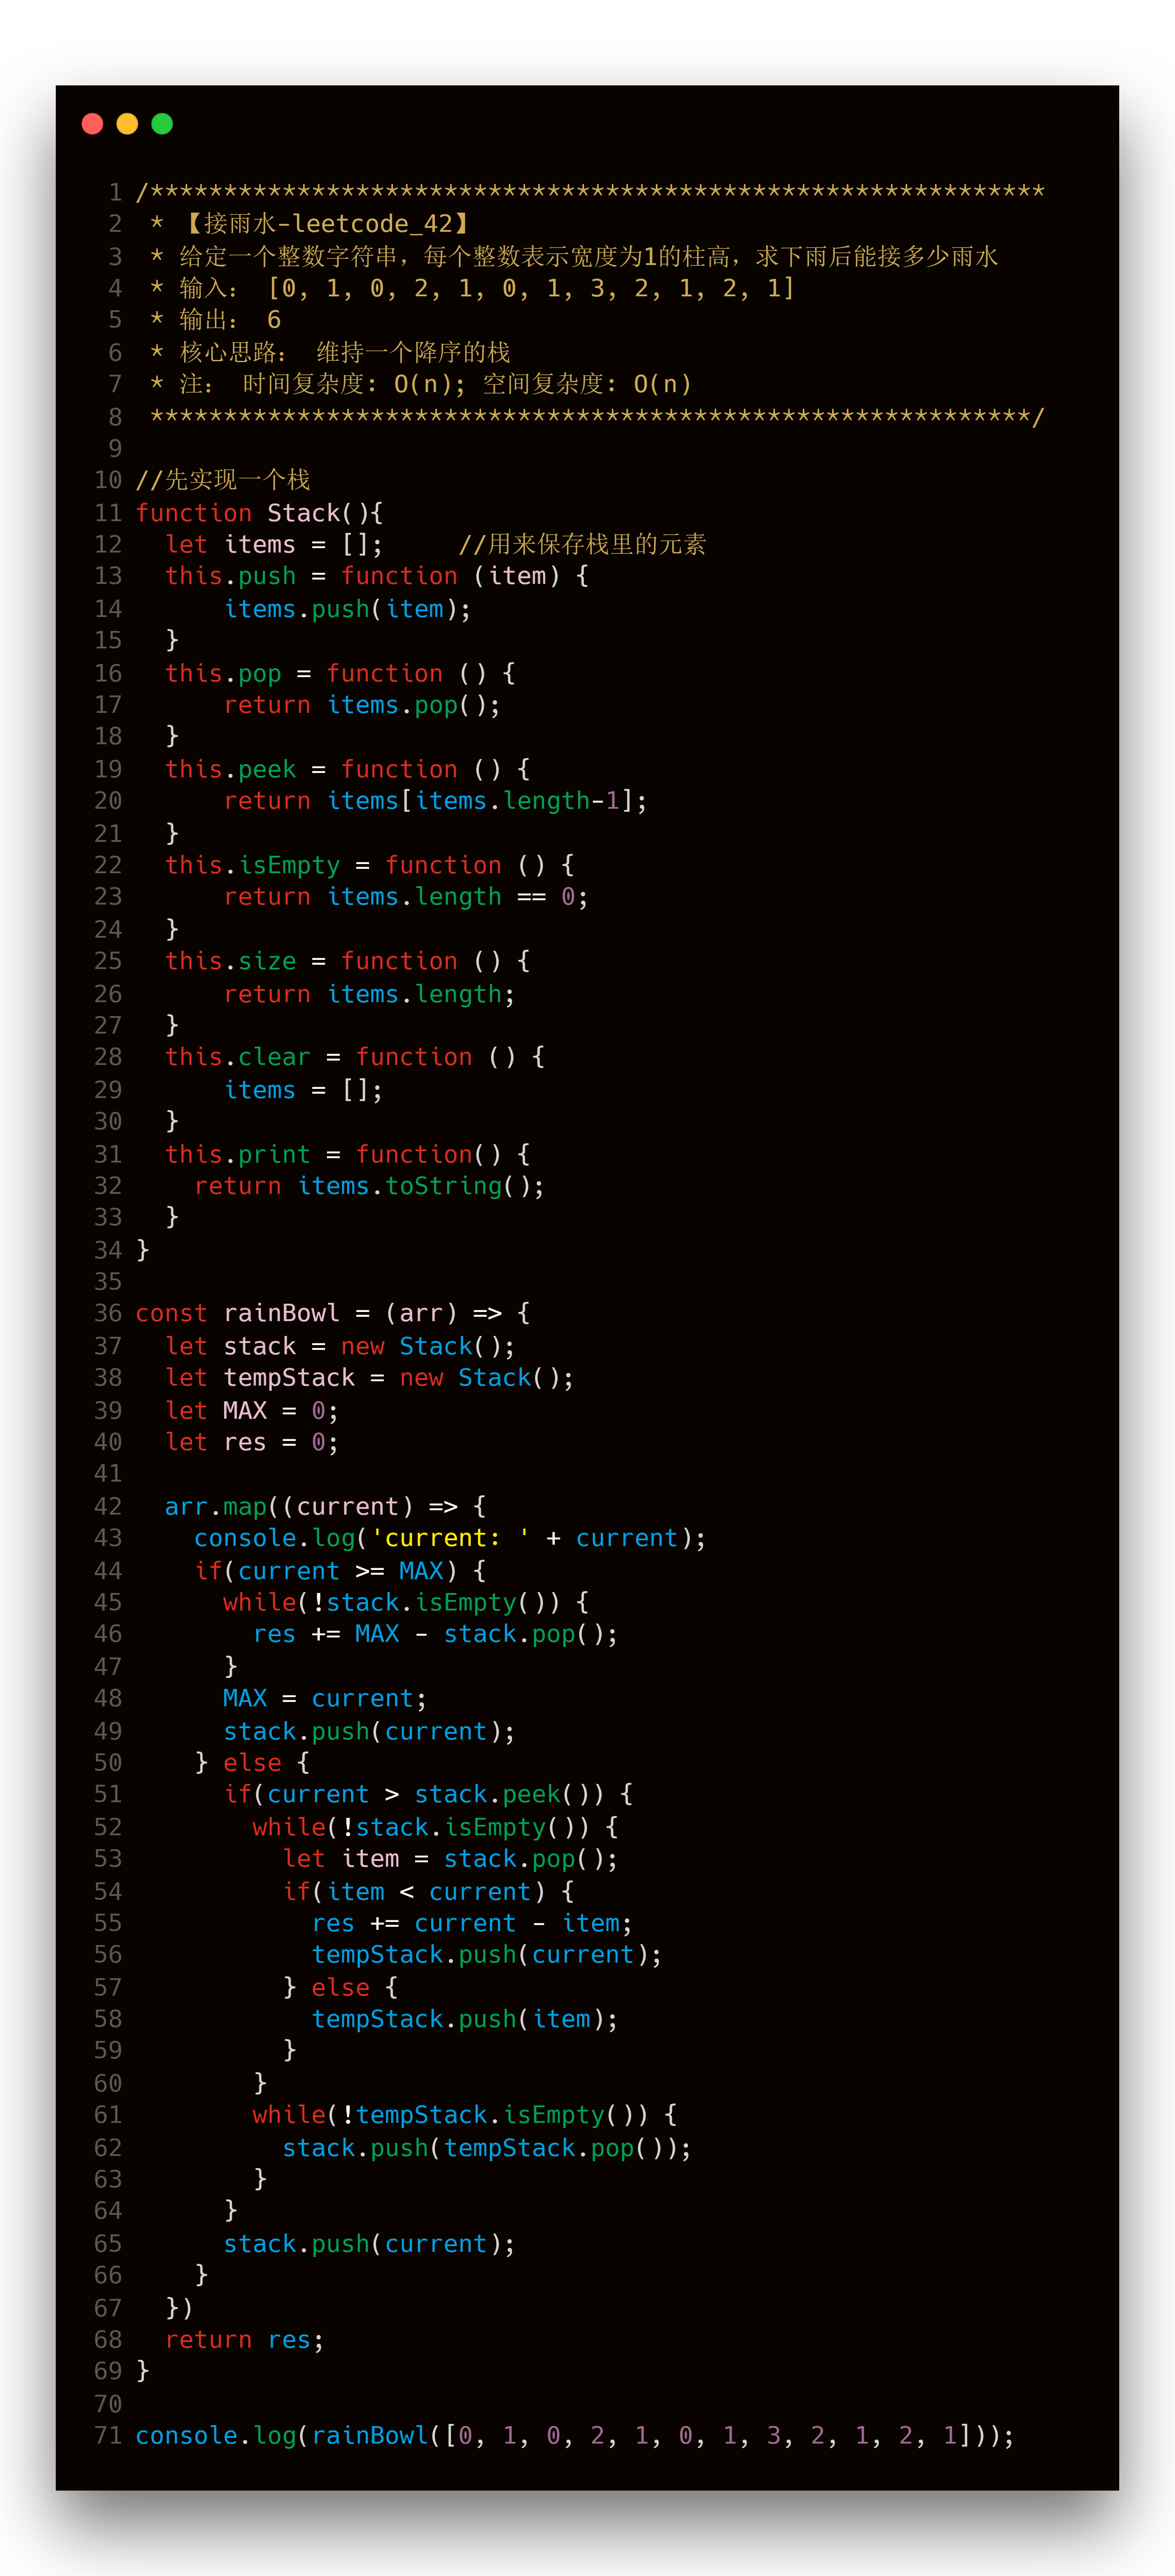 1 /*************************************************************
2  * 【接雨水-leetcode_42】
3  * 给定一个整数字符串，每个整数表示宽度为1的柱高，求下雨后能接多少雨水
4  * 输入： [0, 1, 0, 2, 1, 0, 1, 3, 2, 1, 2, 1]
5  * 输出： 6
6  * 核心思路： 维持一个降序的栈
7  * 注： 时间复杂度: O(n); 空间复杂度: O(n)
8  ************************************************************/
9
10 //先实现一个栈
11 function Stack(){
12   let items = [];     //用来保存栈里的元素
13   this.push = function (item) {
14       items.push(item);
15   }
16   this.pop = function () {
17       return items.pop();
18   }
19   this.peek = function () {
20       return items[items.length-1];
21   }
22   this.isEmpty = function () {
23       return items.length == 0;
24   }
25   this.size = function () {
26       return items.length;
27   }
28   this.clear = function () {
29       items = [];
30   }
31   this.print = function() {
32     return items.toString();
33   }
34 }
35
36 const rainBowl = (arr) => {
37   let stack = new Stack();
38   let tempStack = new Stack();
39   let MAX = 0;
40   let res = 0;
41
42   arr.map((current) => {
43     console.log('current: ' + current);
44     if(current >= MAX) {
45       while(!stack.isEmpty()) {
46         res += MAX - stack.pop();
47       }
48       MAX = current;
49       stack.push(current);
50     } else {
51       if(current > stack.peek()) {
52         while(!stack.isEmpty()) {
53           let item = stack.pop();
54           if(item < current) {
55             res += current - item;
56             tempStack.push(current);
57           } else {
58             tempStack.push(item);
59           }
60         }
61         while(!tempStack.isEmpty()) {
62           stack.push(tempStack.pop());
63         }
64       }
65       stack.push(current);
66     }
67   })
68   return res;
69 }
70
71 console.log(rainBowl([0, 1, 0, 2, 1, 0, 1, 3, 2, 1, 2, 1]));